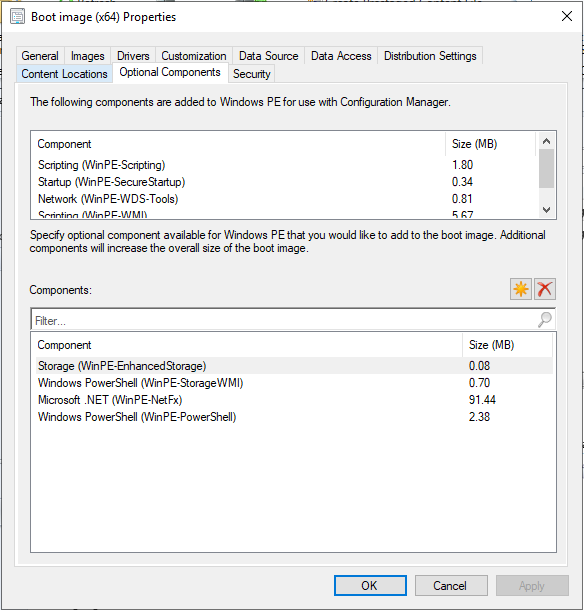 Boot image (x64) Properties
General Images Drivers Customization Data Source Data Access Distribution Settings
Content Locations Optional Components Security
The following components are added to Windows PE for use with Configuration Manager.
Component Size (MB)
Scripting (WinPE-Scripting) 1.80
Startup (WinPE-SecureStartup) 0.34
Network (WinPE-WDS-Tools) 0.81
Scripting (WinPE-WMI) 5.67
Specify optional component available for Windows PE that you would like to add to the boot image. Additional
components will increase the overall size of the boot image.
Components:
Filter...
Component Size (MB)
Storage (WinPE-EnhancedStorage) 0.08
Windows PowerShell (WinPE-StorageWMI) 0.70
Microsoft .NET (WinPE-NetFx) 91.44
Windows PowerShell (WinPE-PowerShell) 2.38
OK Cancel Apply